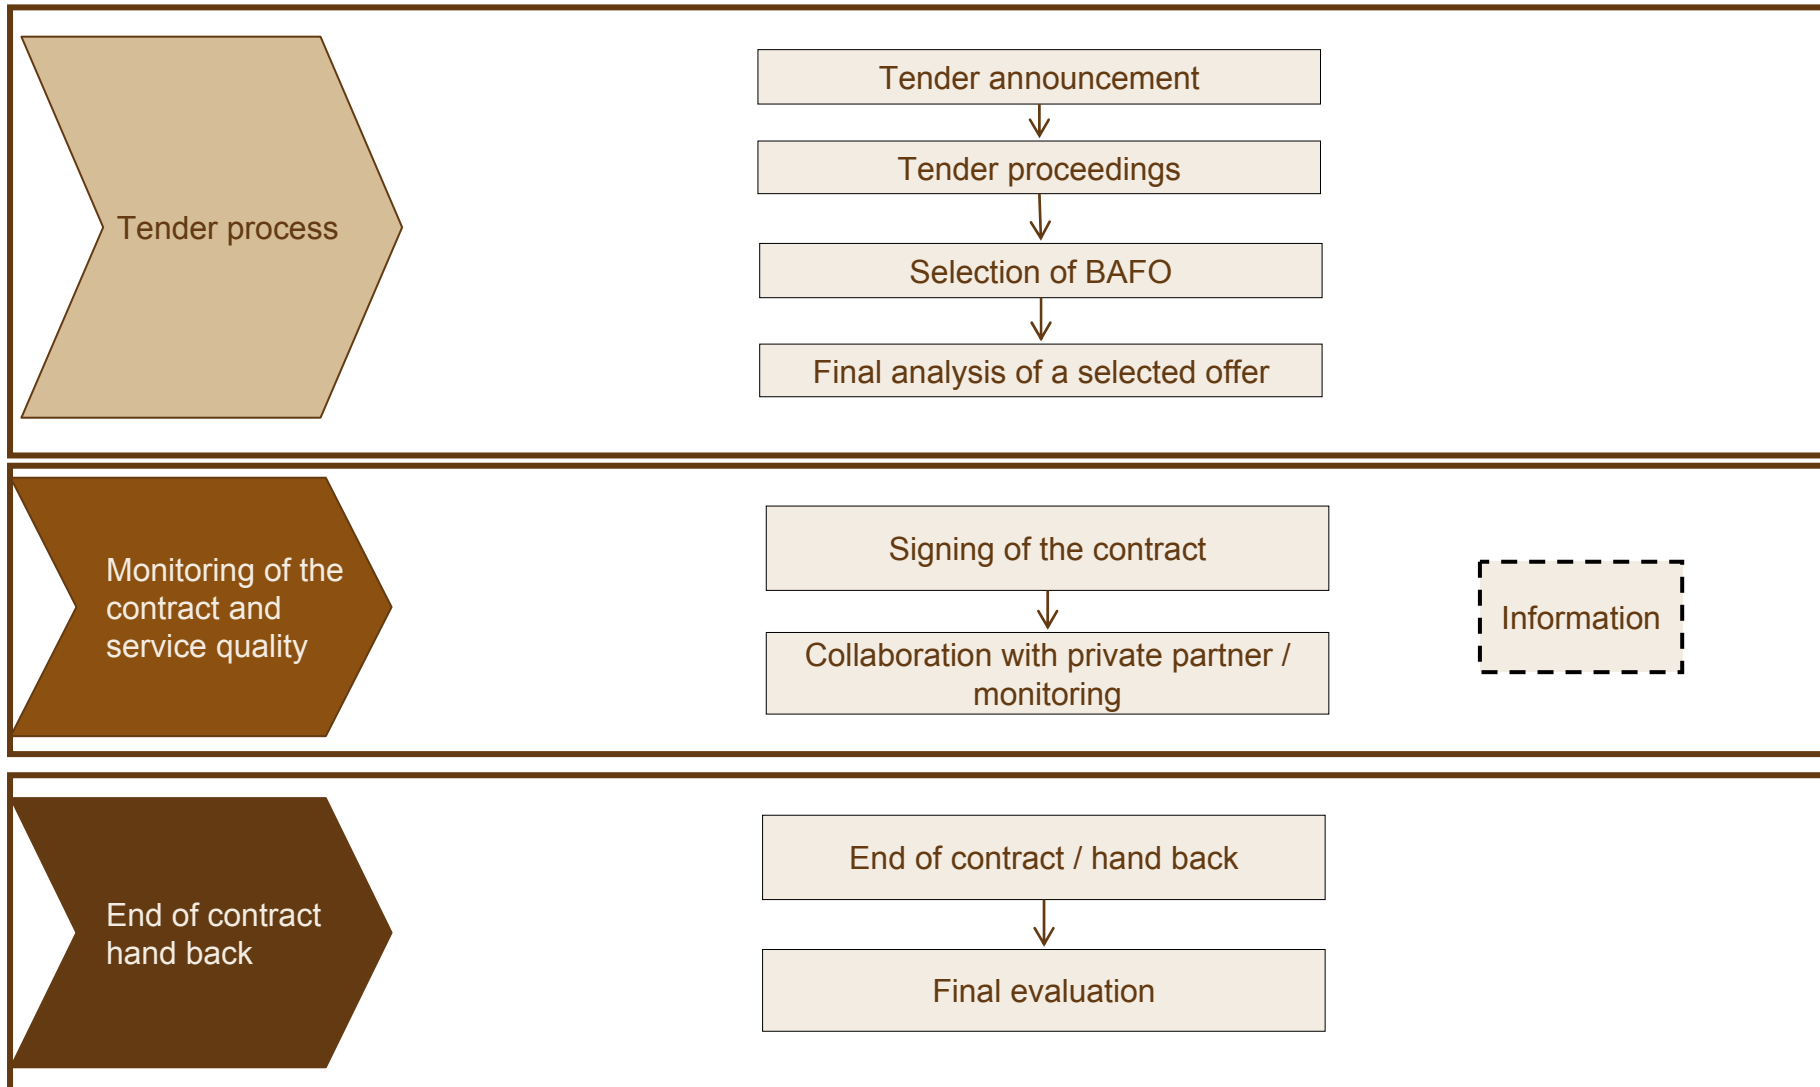 Tender process
Tender announcement
Tender proceedings
Selection of BAFO
Final analysis of a selected offer
Monitoring of the
contract and
service quality
Signing of the contract
Collaboration with private partner /
monitoring
Information
End of contract
hand back
End of contract / hand back
Final evaluation